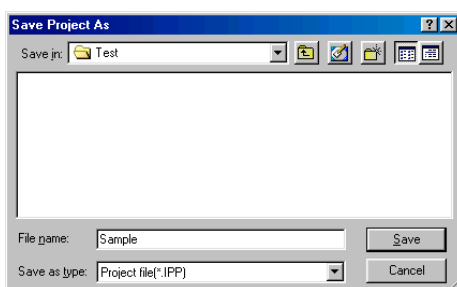 Save Project As
Save in: Test
File name: Sample Save
Save as type: Project file(*.IPP) Cancel